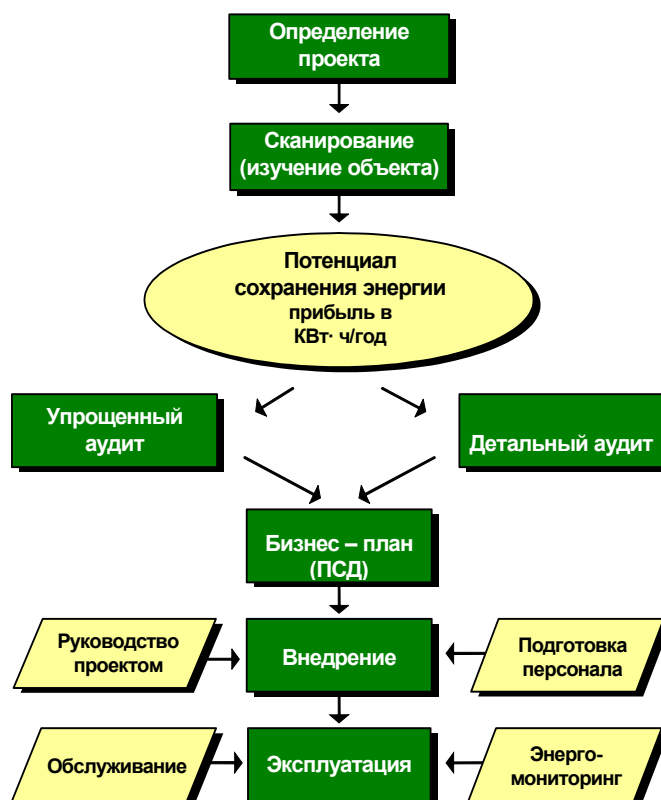 Определение
проекта
Сканирование
(изучение объекта)
Потенциал
сохранения энергии
прибыль в
КВт· ч/год
Упрощенный
аудит
Детальный аудит
Бизнес – план
(ПСД)
Руководство
проектом
Внедрение
Подготовка
персонала
Обслуживание
Эксплуатация
Энерго-
мониторинг